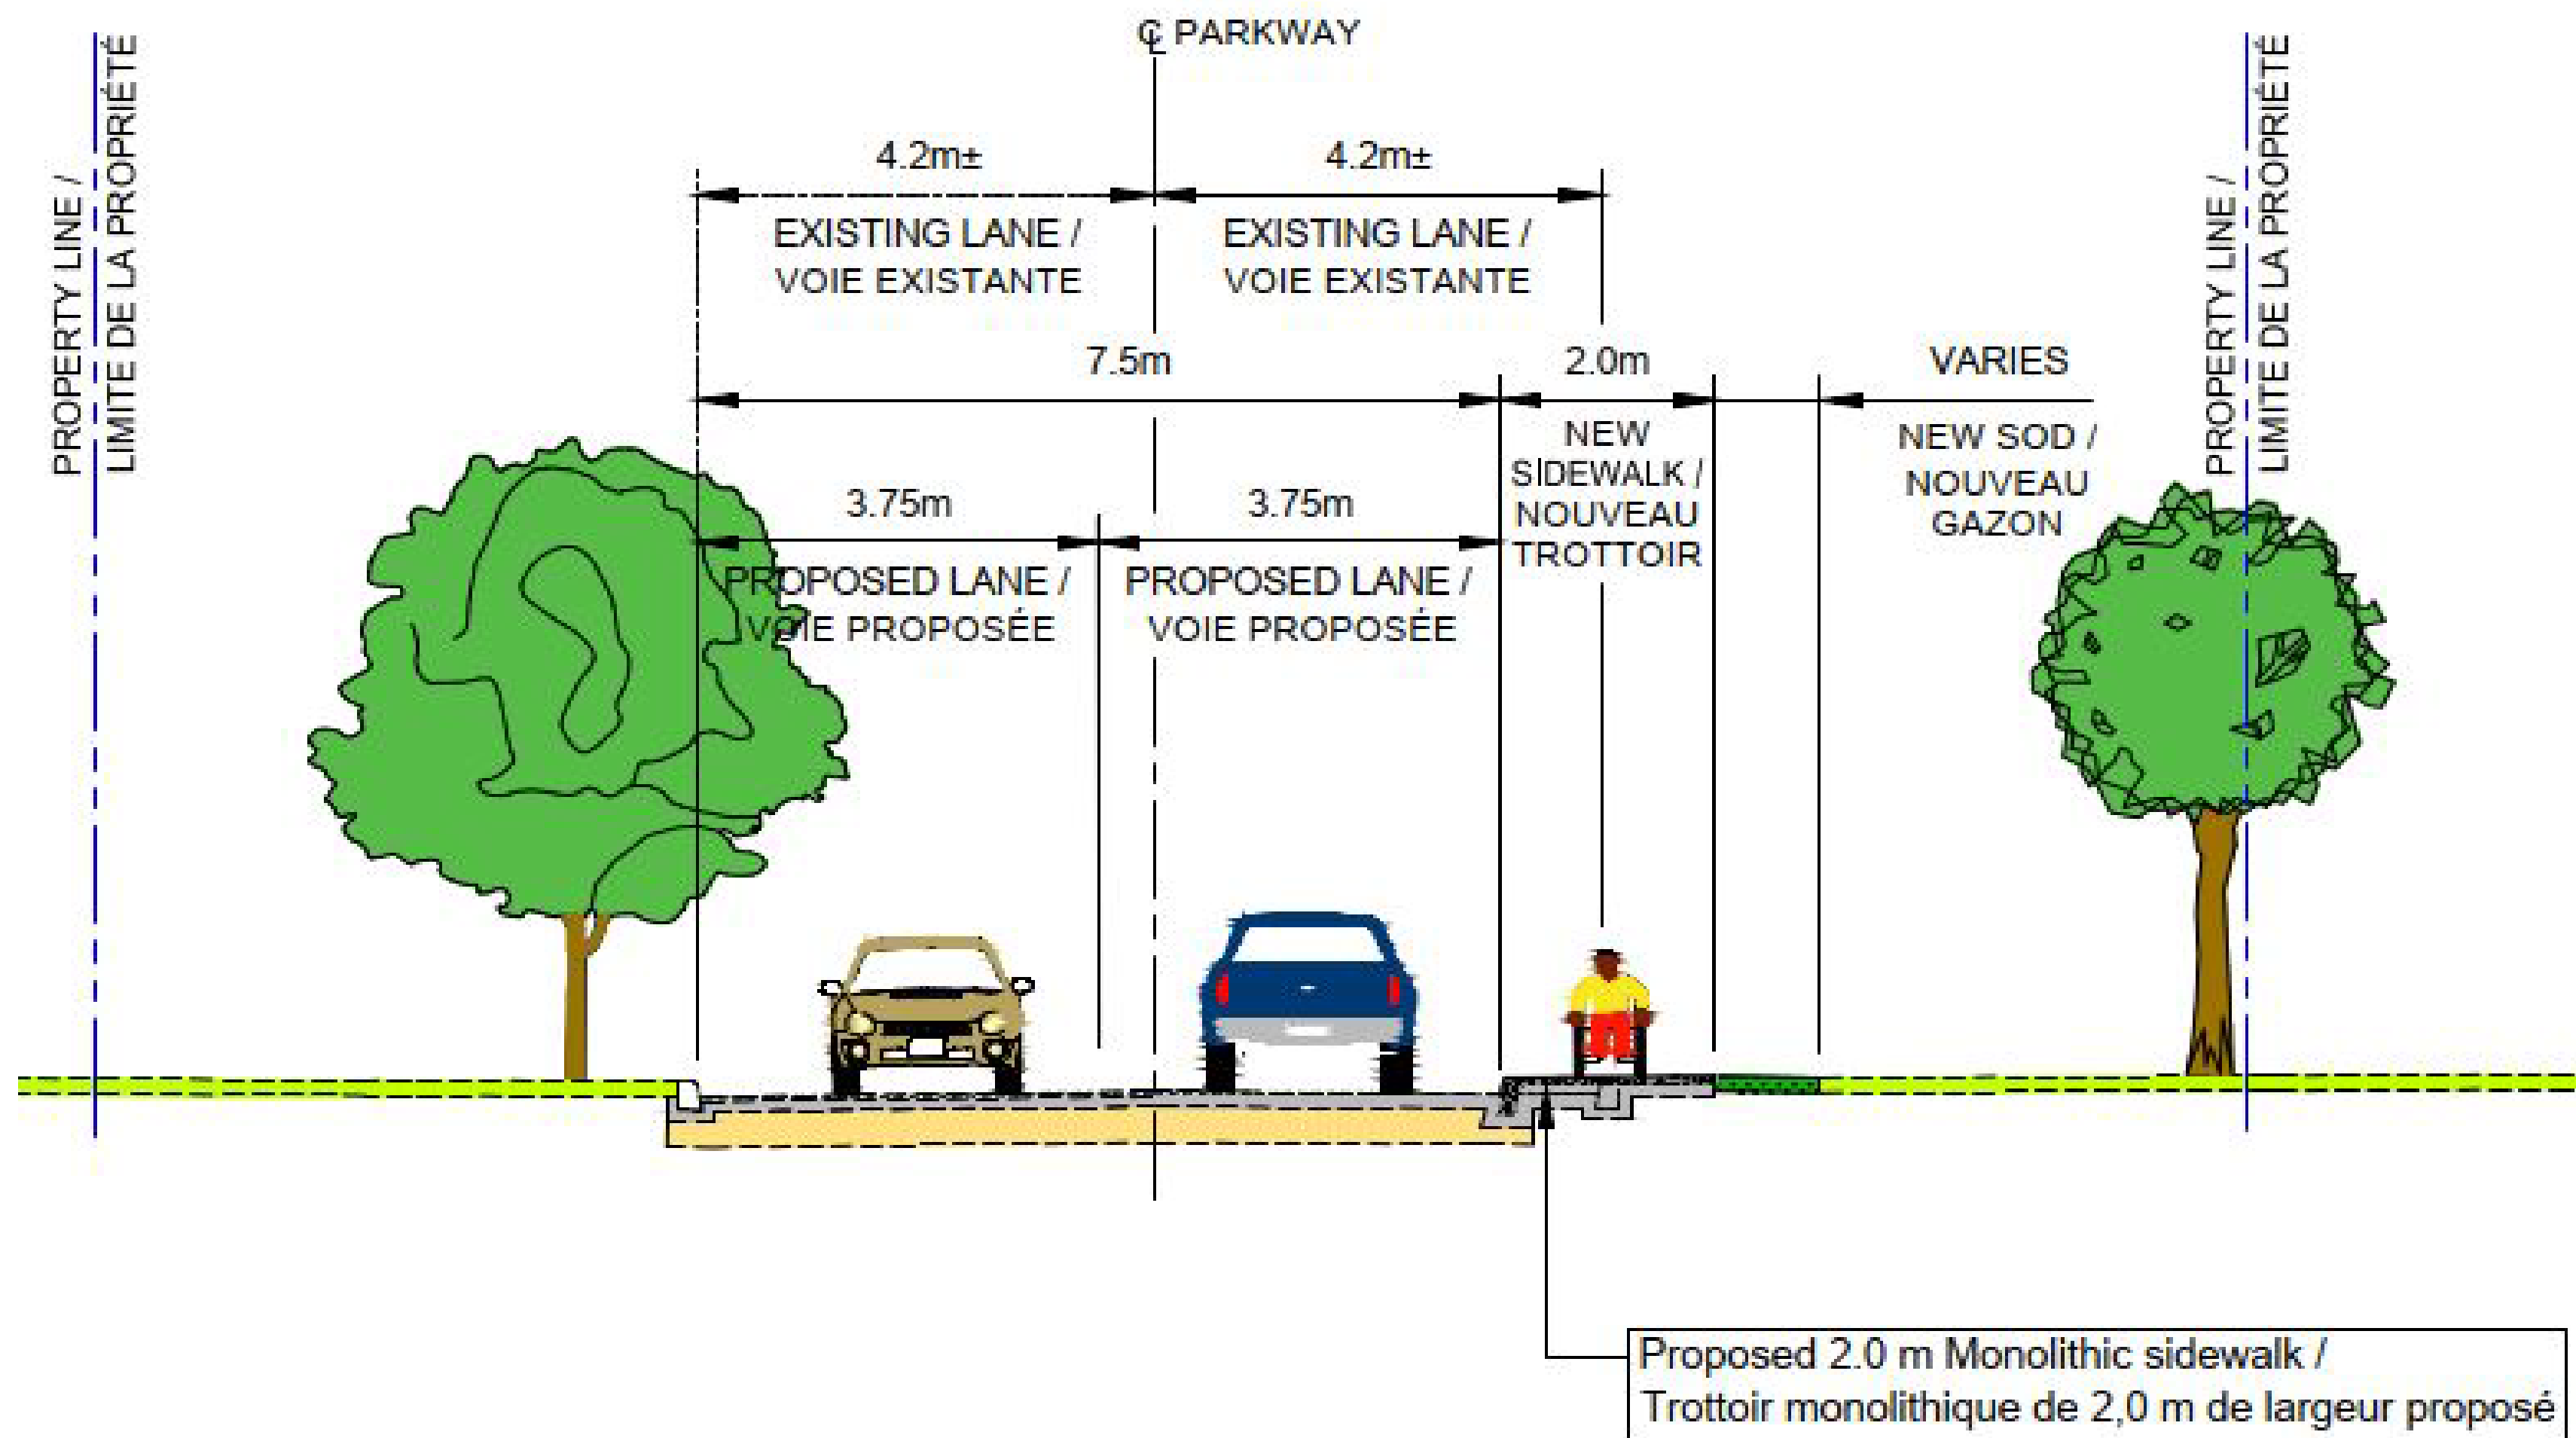 ℄ PARKWAY
PROPERTY LINE /
LIMITE DE LA PROPRIÉTÉ
4.2m±
EXISTING LANE /
VOIE EXISTANTE
4.2m±
EXISTING LANE /
VOIE EXISTANTE
PROPERTY LINE /
LIMITE DE LA PROPRIÉTÉ
7.5m
2.0m
NEW
SIDEWALK /
NOUVEAU
TROTTOIR
VARIES
NEW SOD /
NOUVEAU
GAZON
3.75m
PROPOSED LANE /
VOIE PROPOSÉE
3.75m
PROPOSED LANE /
VOIE PROPOSÉE
Proposed 2.0 m Monolithic sidewalk /
Trottoir monolithique de 2,0 m de largeur proposé